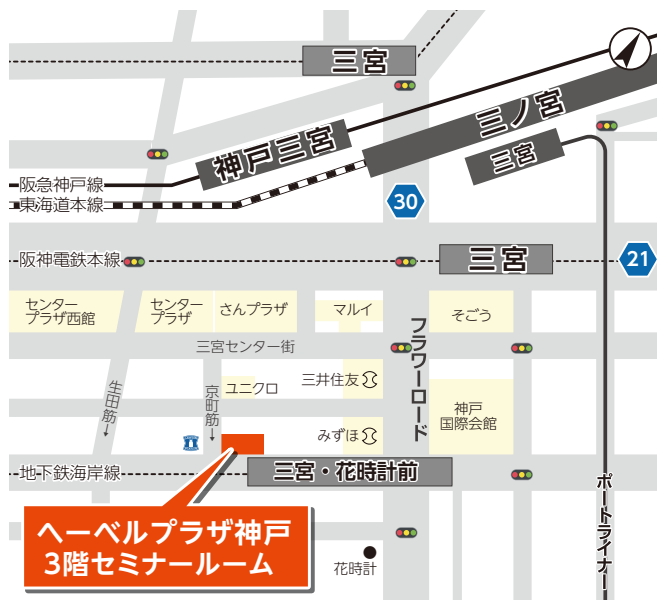 三宮
三ノ宮
神戸三宮
三宮
阪急神戸線
東海道本線
30
阪神電鉄本線
三宮
21
センター
プラザ西館
センター
プラザ
さんプラザ
マルイ
そごう
三宮センター街
フラワーロード
生田筋→
京町筋→
ユニクロ
三井住友
みずほ
神戸
国際会館
地下鉄海岸線
三宮・花時計前
ポートライナー
ヘーベルプラザ神戸
3階セミナールーム
花時計